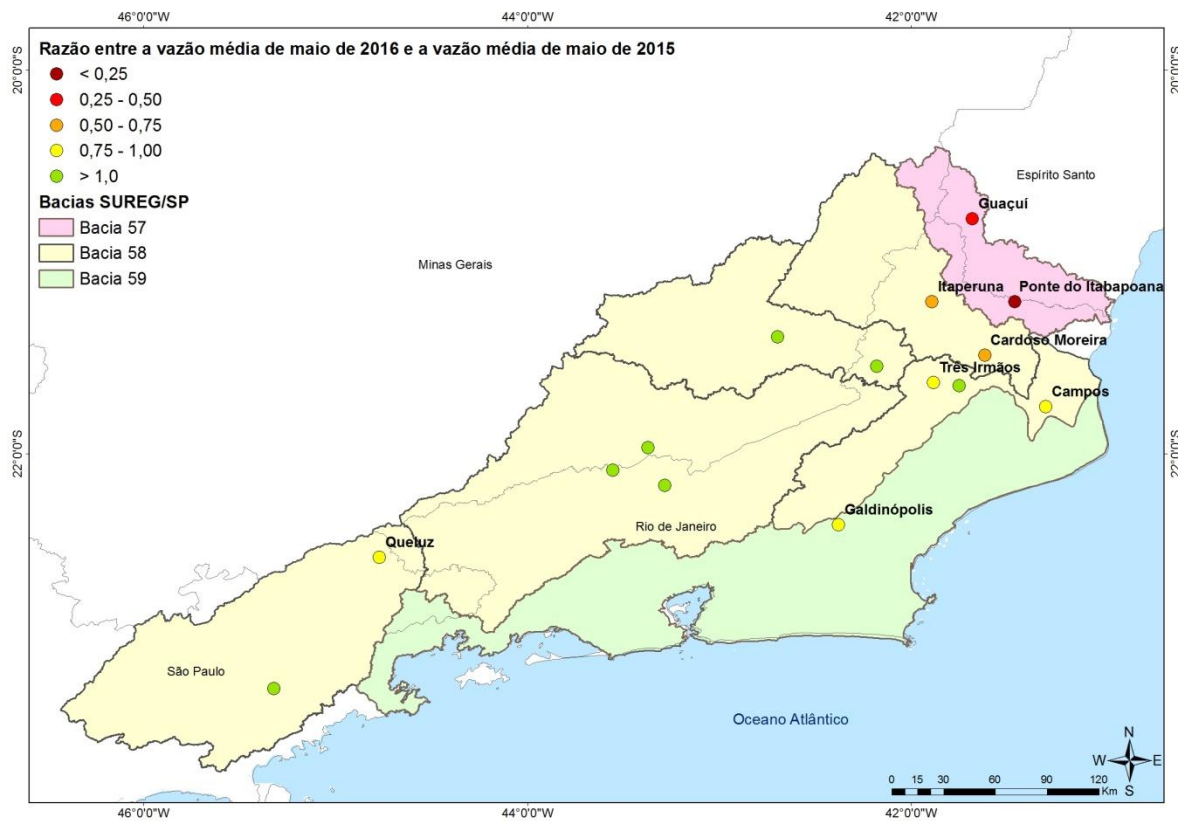 46°0'0"W
44°0'0"W
42°0'0"W
Razão entre a vazão média de maio de 2016 e a vazão média de maio de 2015
< 0,25
0,25 - 0,50
0,50 - 0,75
0,75 - 1,00
> 1,0
Bacias SUREG/SP
Bacia 57
Bacia 58
Bacia 59
20°0'0"S
20°0'0"S
Espírito Santo
Guaçuí
Minas Gerais
Itaperuna
Ponte do Itabapoana
Cardoso Moreira
Três Irmãos
Campos
22°0'0"S
22°0'0"S
Galdinópolis
Rio de Janeiro
Queluz
São Paulo
Oceano Atlântico
N
W E
S
0 15 30 60 90 120
Km
46°0'0"W
44°0'0"W
42°0'0"W